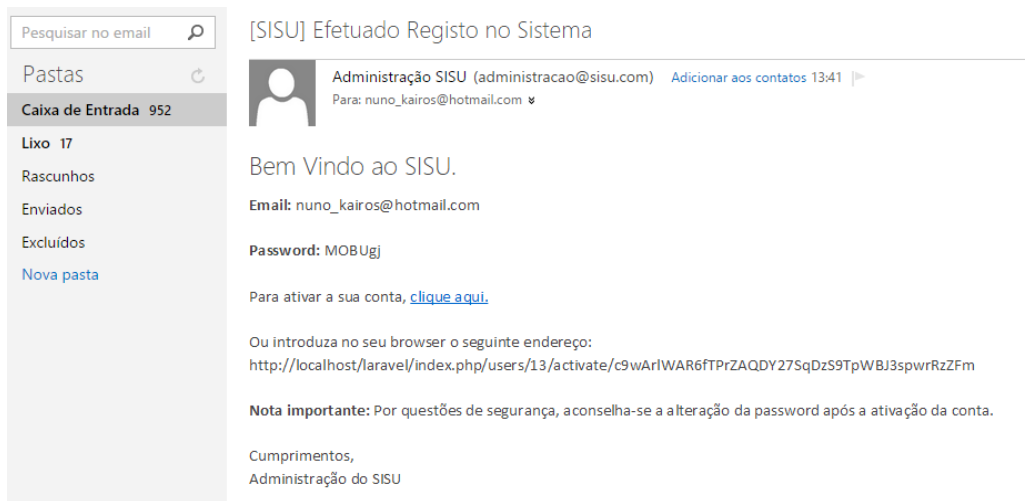 Pesquisar no email
Pastas
Caixa de Entrada 952
Lixo 17
Rascunhos
Enviados
Excluídos
Nova pasta
[SISU] Efetuado Registo no Sistema
Administração SISU (administracao@sisu.com) Adicionar aos contatos 13:41
Para: nuno_kairos@hotmail.com
Bem Vindo ao SISU.
Email: nuno_kairos@hotmail.com
Password: MOBUgj
Para ativar a sua conta, clique aqui.
Ou introduza no seu browser o seguinte endereço:
http://localhost/laravel/index.php/users/13/activate/c9wArlWAR6fTPrZAQDY27SqDzS9TpWBJ3spwrRzZFm
Nota importante: Por questões de segurança, aconselha-se a alteração da password após a ativação da conta.
Cumprimentos,
Administração do SISU